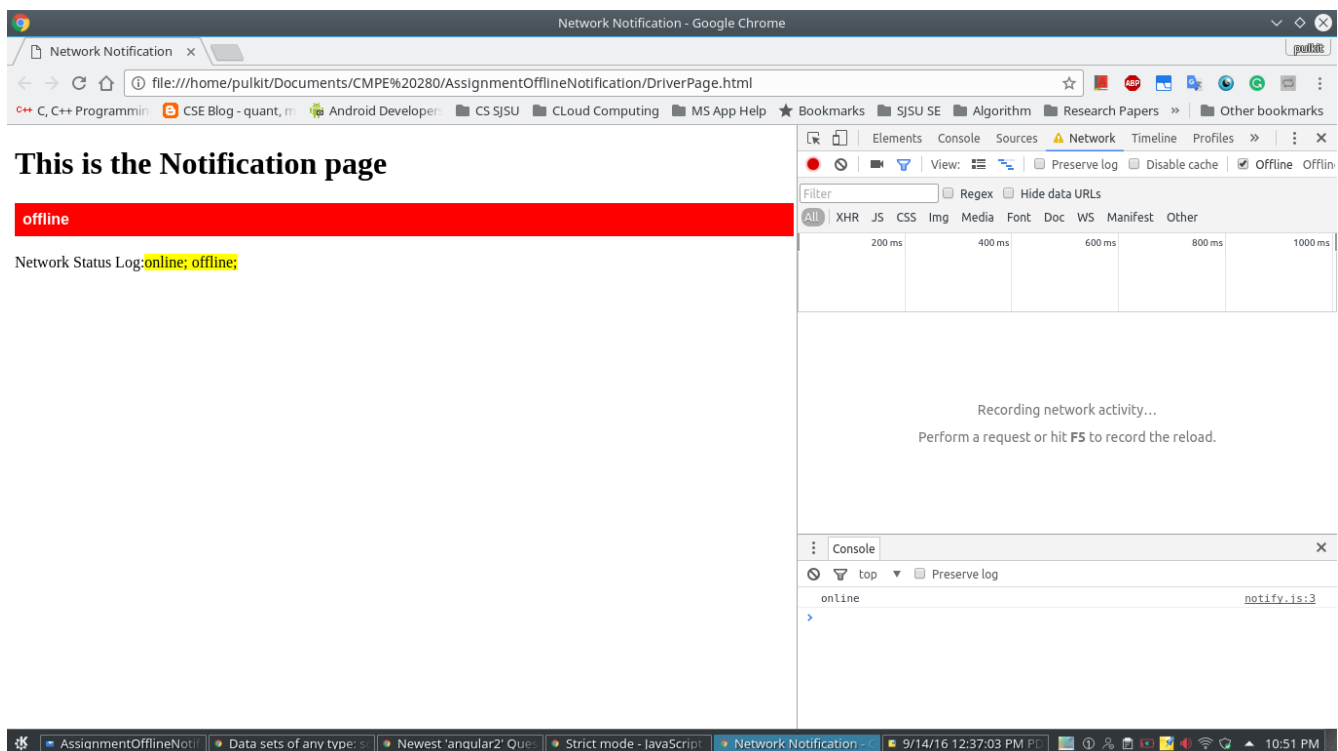 Network Notification - Google Chrome
Network Notification
pulkit
file:///home/pulkit/Documents/CMPE%20280/AssignmentOfflineNotification/DriverPage.html
ABP
C++ C, C++ Programmin CSE Blog - quant, m Android Developer CS SJSU CLoud Computing MS App Help Bookmarks SJSU SE Algorithm Research Papers » Other bookmarks
Elements Console Sources Network Timeline Profiles »
View: Preserve log Disable cache Offline Offlin
Filter Regex Hide data URLs
All XHR JS CSS Img Media Font Doc WS Manifest Other
200 ms 400 ms 600 ms 800 ms 1000 ms
This is the Notification page
offline
Network Status Log:online; offline;
Recording network activity…
Perform a request or hit F5 to record the reload.
Console
top Preserve log
online notify.js:3
AssignmentOfflineNotif Data sets of any type: s Newest 'angular2' Ques Strict mode - JavaScript Network Notification - 9/14/16 12:37:03 PM PD 10:51 PM